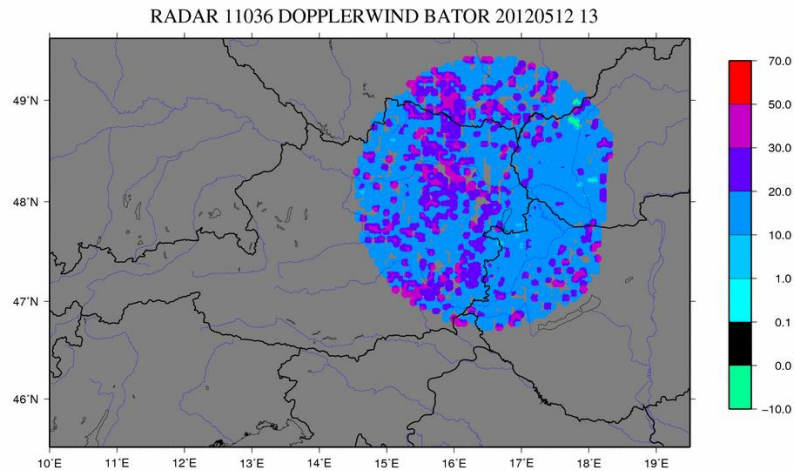 RADAR 11036 DOPPLERWIND BATOR 20120512 13
70.0
50.0
30.0
20.0
10.0
1.0
0.1
0.0
−10.0
49°N
48°N
47°N
46°N
10°E 11°E 12°E 13°E 14°E 15°E 16°E 17°E 18°E 19°E